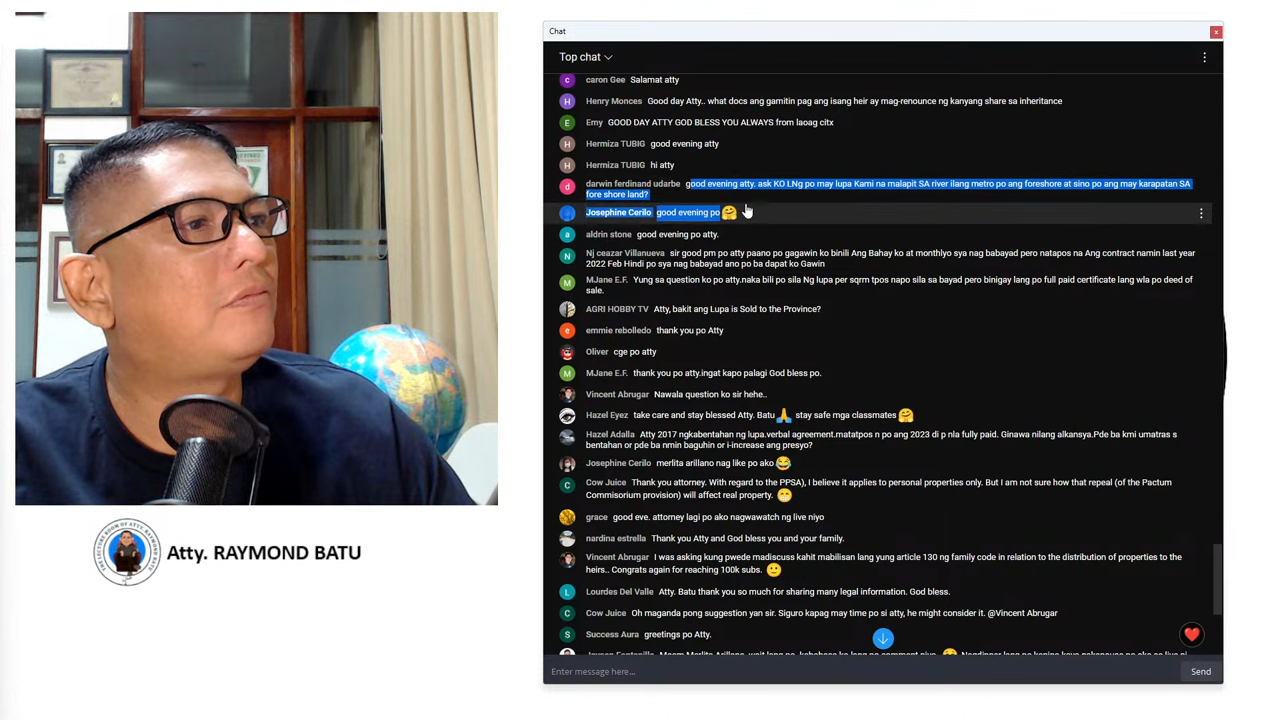 Chat
x
Top chat
c caron Gee Salamat atty
H Henry Monces Good day Atty.. what docs ang gamitin pag ang isang heir ay mag-renounce ng kanyang share sa inheritance
E Emy GOOD DAY ATTY GOD BLESS YOU ALWAYS from laoag citx
H Hermiza TUBIG good evening atty
H Hermiza TUBIG hi atty
d darwin ferdinand udarbe good evening atty. ask KO LNg po may lupa Kami na malapit SA river ilang metro po ang foreshore at sino po ang may karapatan SA
fore shore land?
Josephine Cerilo good evening po 🤗
a aldrin stone good evening po atty.
N Nj ceazar Villanueva sir good pm po atty paano po gagawin ko binili Ang Bahay ko at monthlyo sya nag babayad pero natapos na Ang contract namin last year
2022 Feb Hindi po sya nag babayad ano po ba dapat ko Gawin
M MJane E.F. Yung sa question ko po atty.naka bili po sila Ng lupa per sqrm tpos napo sila sa bayad pero binigay lang po full paid certificate lang wla po deed of
sale.
AGRI HOBBY TV Atty, bakit ang Lupa is Sold to the Province?
e emmie rebolledo thank you po Atty
Oliver cge po atty
M MJane E.F. thank you po atty.ingat kapo palagi God bless po.
Vincent Abrugar Nawala question ko sir hehe..
Hazel Eyez take care and stay blessed Atty. Batu 🙏 stay safe mga classmates 🤗
Hazel Adalla Atty 2017 ngkabentahan ng lupa.verbal agreement.matatpos n po ang 2023 di p nla fully paid. Ginawa nilang alkansya.Pde ba kmi umatras s
bentahan or pde ba nmin baguhin or i-increase ang presyo?
Josephine Cerilo merlita arillano nag like po ako 😂
C Cow Juice Thank you attorney. With regard to the PPSA), I believe it applies to personal properties only. But I am not sure how that repeal (of the Pactum
Commisorium provision) will affect real property. 😁
grace good eve. attorney lagi po ako nagwawatch ng live niyo
nardina estrella Thank you Atty and God bless you and your family.
Vincent Abrugar I was asking kung pwede madiscuss kahit mabilisan lang yung article 130 ng family code in relation to the distribution of properties to the
heirs.. Congrats again for reaching 100k subs. 🙂
L Lourdes Del Valle Atty. Batu thank you so much for sharing many legal information. God bless.
C Cow Juice Oh maganda pong suggestion yan sir. Siguro kapag may time po si atty, he might consider it. @Vincent Abrugar
S Success Aura greetings po Atty.
Enter message here...
Send
Atty. RAYMOND BATU